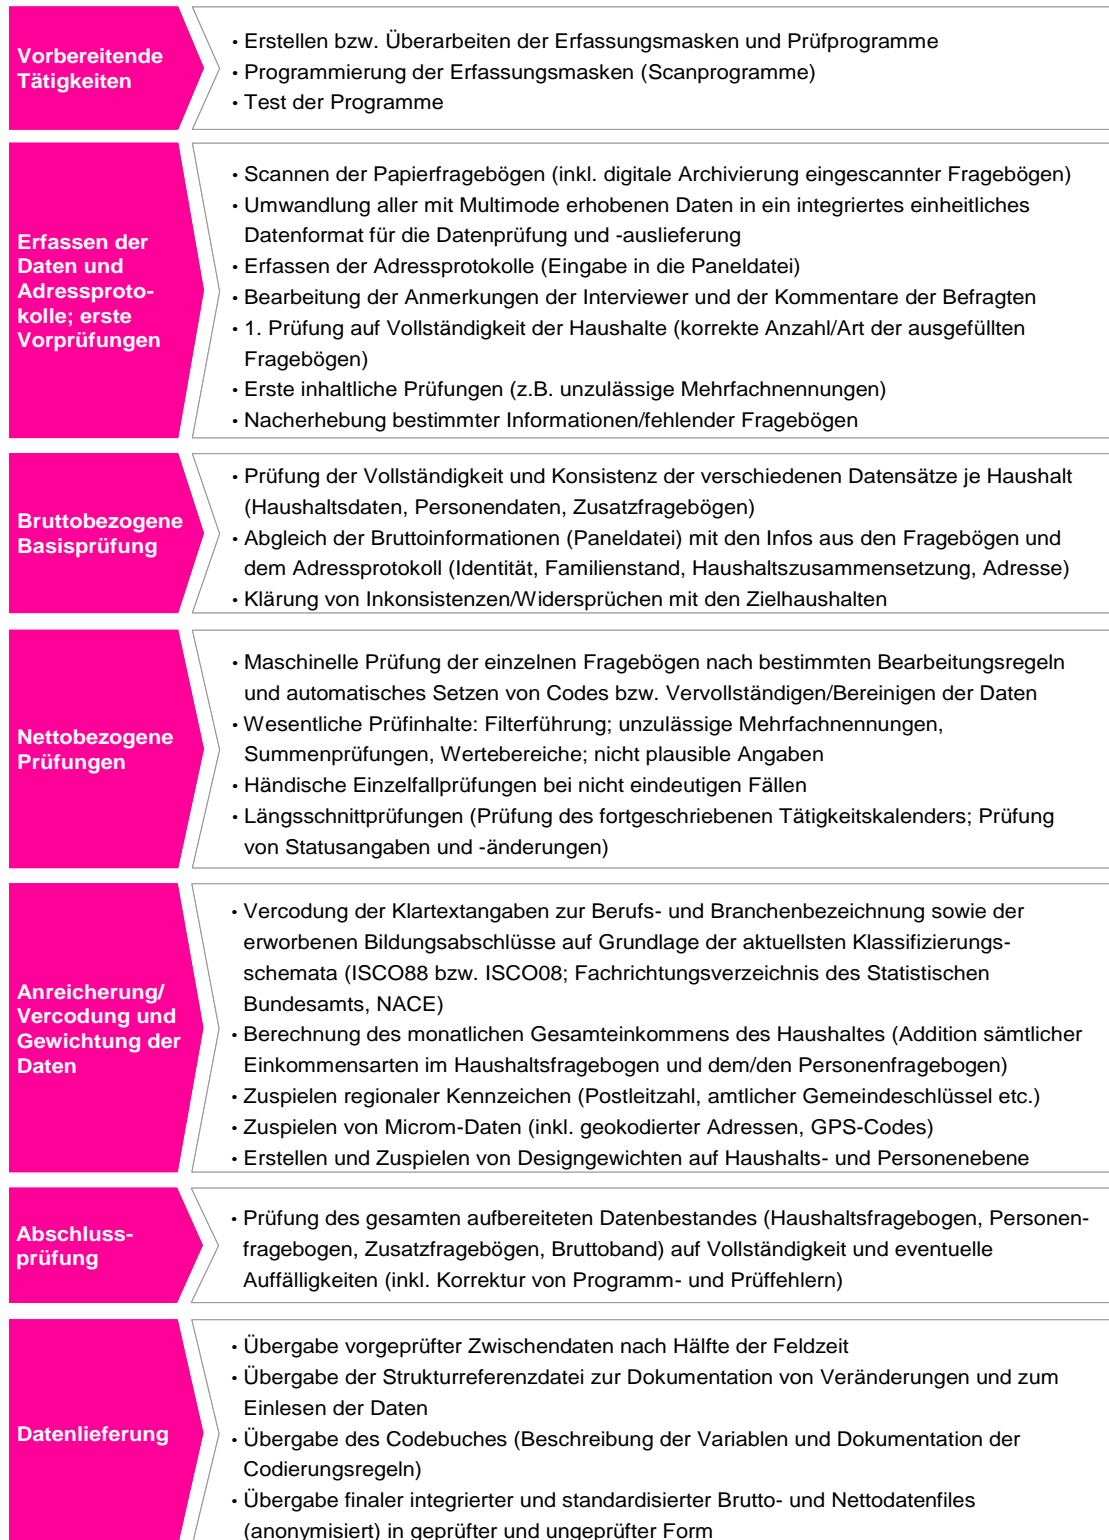 Vorbereitende
Tätigkeiten
• Erstellen bzw. Überarbeiten der Erfassungsmasken und Prüfprogramme
• Programmierung der Erfassungsmasken (Scanprogramme)
• Test der Programme
Erfassen der
Daten und
Adressproto-
kolle; erste
Vorprüfungen
• Scannen der Papierfragebögen (inkl. digitale Archivierung eingescannter Fragebögen)
• Umwandlung aller mit Multimode erhobenen Daten in ein integriertes einheitliches
Datenformat für die Datenprüfung und -auslieferung
• Erfassen der Adressprotokolle (Eingabe in die Paneldatei)
• Bearbeitung der Anmerkungen der Interviewer und der Kommentare der Befragten
• 1. Prüfung auf Vollständigkeit der Haushalte (korrekte Anzahl/Art der ausgefüllten
Fragebögen)
• Erste inhaltliche Prüfungen (z.B. unzulässige Mehrfachnennungen)
• Nacherhebung bestimmter Informationen/fehlender Fragebögen
Bruttobezogene
Basisprüfung
• Prüfung der Vollständigkeit und Konsistenz der verschiedenen Datensätze je Haushalt
(Haushaltsdaten, Personendaten, Zusatzfragebögen)
• Abgleich der Bruttoinformationen (Paneldatei) mit den Infos aus den Fragebögen und
dem Adressprotokoll (Identität, Familienstand, Haushaltszusammensetzung, Adresse)
• Klärung von Inkonsistenzen/Widersprüchen mit den Zielhaushalten
Nettobezogene
Prüfungen
• Maschinelle Prüfung der einzelnen Fragebögen nach bestimmten Bearbeitungsregeln
und automatisches Setzen von Codes bzw. Vervollständigen/Bereinigen der Daten
• Wesentliche Prüfinhalte: Filterführung; unzulässige Mehrfachnennungen,
Summenprüfungen, Wertebereiche; nicht plausible Angaben
• Händische Einzelfallprüfungen bei nicht eindeutigen Fällen
• Längsschnittprüfungen (Prüfung des fortgeschriebenen Tätigkeitskalenders; Prüfung
von Statusangaben und -änderungen)
Anreicherung/
Vercodung und
Gewichtung der
Daten
• Vercodung der Klartextangaben zur Berufs- und Branchenbezeichnung sowie der
erworbenen Bildungsabschlüsse auf Grundlage der aktuellsten Klassifizierungs-
schemata (ISCO88 bzw. ISCO08; Fachrichtungsverzeichnis des Statistischen
Bundesamts, NACE)
• Berechnung des monatlichen Gesamteinkommens des Haushaltes (Addition sämtlicher
Einkommensarten im Haushaltsfragebogen und dem/den Personenfragebogen)
• Zuspielen regionaler Kennzeichen (Postleitzahl, amtlicher Gemeindeschlüssel etc.)
• Zuspielen von Microm-Daten (inkl. geokodierter Adressen, GPS-Codes)
• Erstellen und Zuspielen von Designgewichten auf Haushalts- und Personenebene
Abschluss-
prüfung
• Prüfung des gesamten aufbereiteten Datenbestandes (Haushaltsfragebogen, Personen-
fragebogen, Zusatzfragebögen, Bruttoband) auf Vollständigkeit und eventuelle
Auffälligkeiten (inkl. Korrektur von Programm- und Prüffehlern)
Datenlieferung
• Übergabe vorgeprüfter Zwischendaten nach Hälfte der Feldzeit
• Übergabe der Strukturreferenzdatei zur Dokumentation von Veränderungen und zum
Einlesen der Daten
• Übergabe des Codebuches (Beschreibung der Variablen und Dokumentation der
Codierungsregeln)
• Übergabe finaler integrierter und standardisierter Brutto- und Nettodatenfiles
(anonymisiert) in geprüfter und ungeprüfter Form